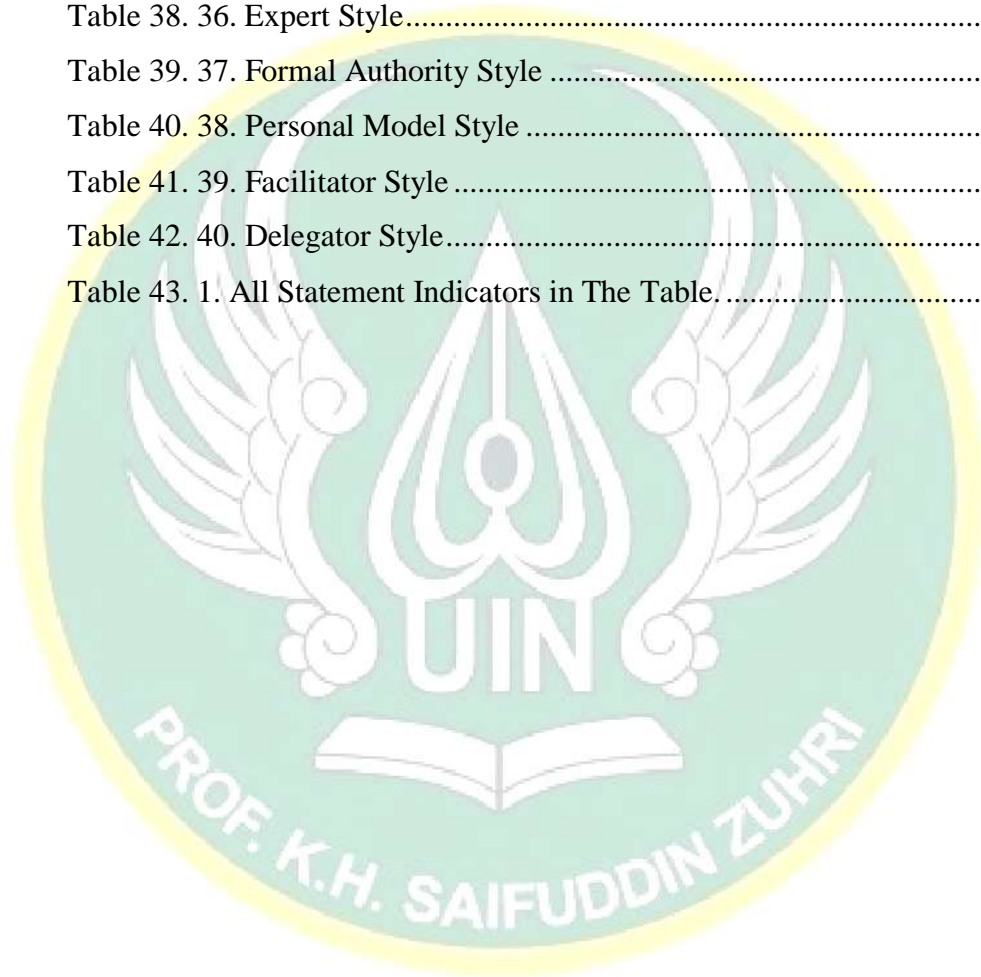 Table 38. 36. Expert Style.......................................................................
Table 39. 37. Formal Authority Style .....................................................
Table 40. 38. Personal Model Style ........................................................
Table 41. 39. Facilitator Style .................................................................
Table 42. 40. Delegator Style..................................................................
Table 43. 1. All Statement Indicators in The Table. ................................
UIN
PROF. K.H. SAIFUDDIN ZUHRI